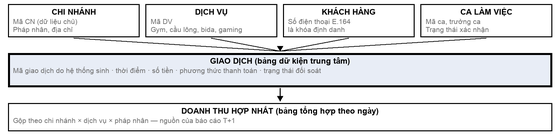 CHI NHÁNH
Mã CN (dữ liệu chủ)
Pháp nhân, địa chỉ
DỊCH VỤ
Mã DV
Gym, cầu lông, bida, gaming
KHÁCH HÀNG
Số điện thoại E.164
là khóa định danh
CA LÀM VIỆC
Mã ca, trưởng ca
Trạng thái xác nhận
GIAO DỊCH (bảng dữ kiện trung tâm)
Mã giao dịch do hệ thống sinh · thời điểm · số tiền · phương thức thanh toán · trạng thái đối soát
DOANH THU HỢP NHẤT (bảng tổng hợp theo ngày)
Gộp theo chi nhánh × dịch vụ × pháp nhân — nguồn của báo cáo T+1